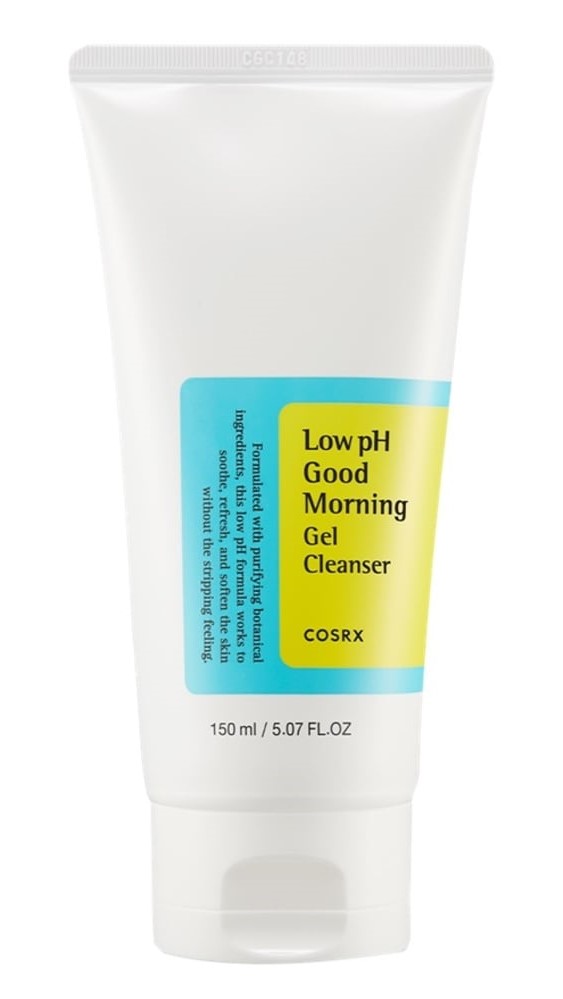 CGC148
Low pH
Good
Morning
Gel
Cleanser
COSRX
Formulated with purifying botanical
ingredients, this low pH formula works to
soothe, refresh, and soften the skin
without the stripping feeling.
150 ml / 5.07 FL.OZ